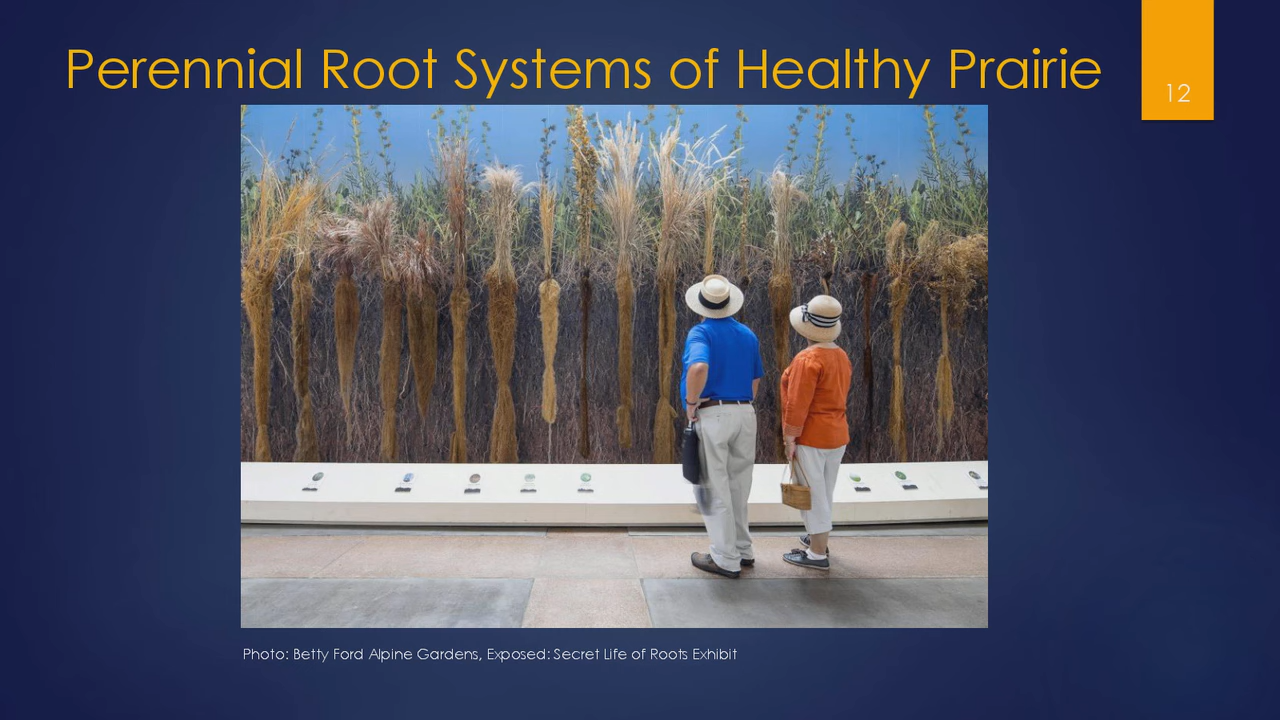 Perennial Root Systems of Healthy Prairie
12
Photo: Betty Ford Alpine Gardens, Exposed: Secret Life of Roots Exhibit